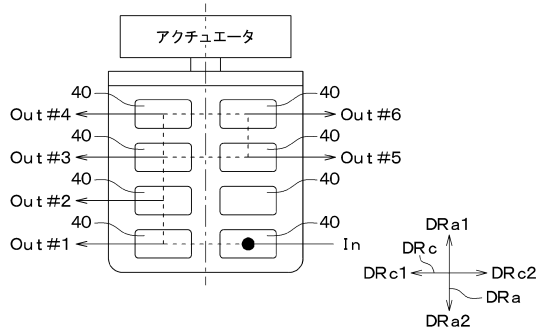 アクチュエータ
40 40
Out#4 Out#6
40 40
Out#3 Out#5
40 40
Out#2
40 40
Out#1 In
DRa1
DRc
DRc1 DRc2
DRa
DRa2